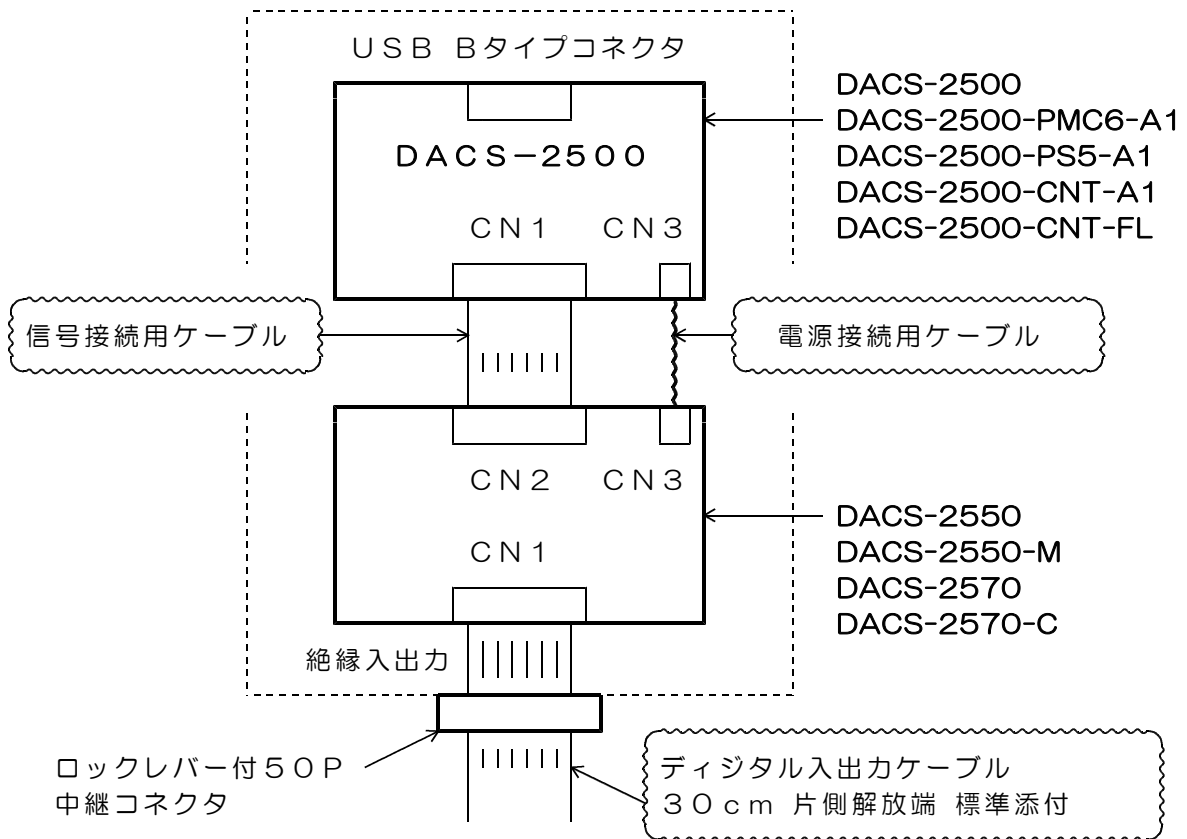 USB Bタイプコネクタ
DACS-2500
CN1 CN3
DACS-2500
DACS-2500-PMC6-A1
DACS-2500-PS5-A1
DACS-2500-CNT-A1
DACS-2500-CNT-FL
信号接続用ケーブル
電源接続用ケーブル
CN2 CN3
CN1
DACS-2550
DACS-2550-M
DACS-2570
DACS-2570-C
絶縁入出力
ロックレバー付50P
中継コネクタ
ディジタル入出力ケーブル
30cm 片側解放端 標準添付